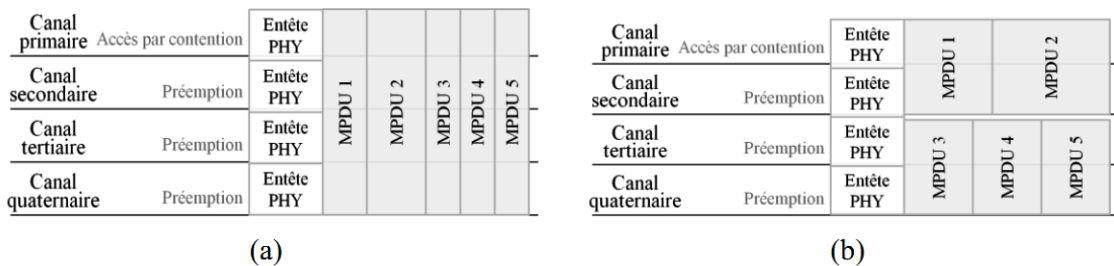 Canal
primaire
Accès par contention
Entête
PHY
Canal
secondaire
Préemption
Entête
PHY
Canal
tertiaire
Préemption
Entête
PHY
Canal
quaternaire
Préemption
Entête
PHY
MPDU 1
MPDU 2
MPDU 3
MPDU 4
MPDU 5
(a)
Canal
primaire
Accès par contention
Entête
PHY
Canal
secondaire
Préemption
Entête
PHY
MPDU 1
MPDU 2
Canal
tertiaire
Préemption
Entête
PHY
Canal
quaternaire
Préemption
Entête
PHY
MPDU 3
MPDU 4
MPDU 5
(b)